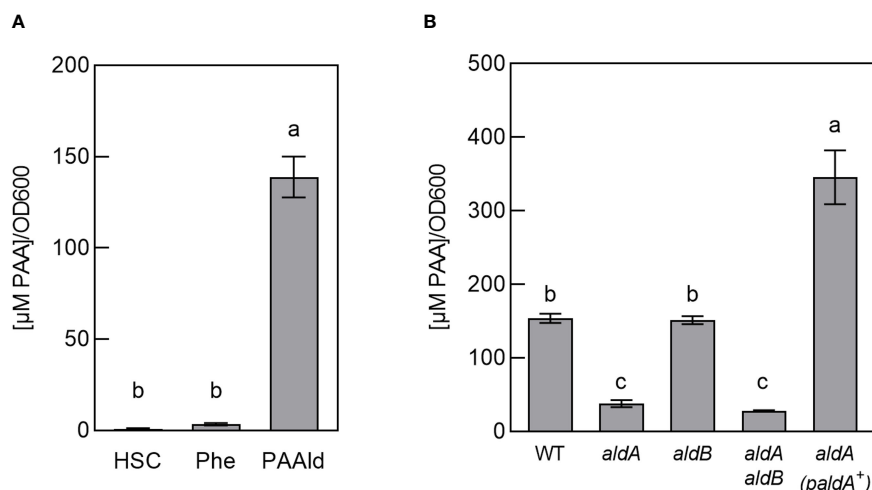 A
[µM PAA]/OD600
200
150
100
50
0
b
b
a
HSC Phe PAAld
B
[µM PAA]/OD600
500
400
300
200
100
0
b
c
b
c
a
WT aldA aldB aldA aldA
aldB (paldA+)